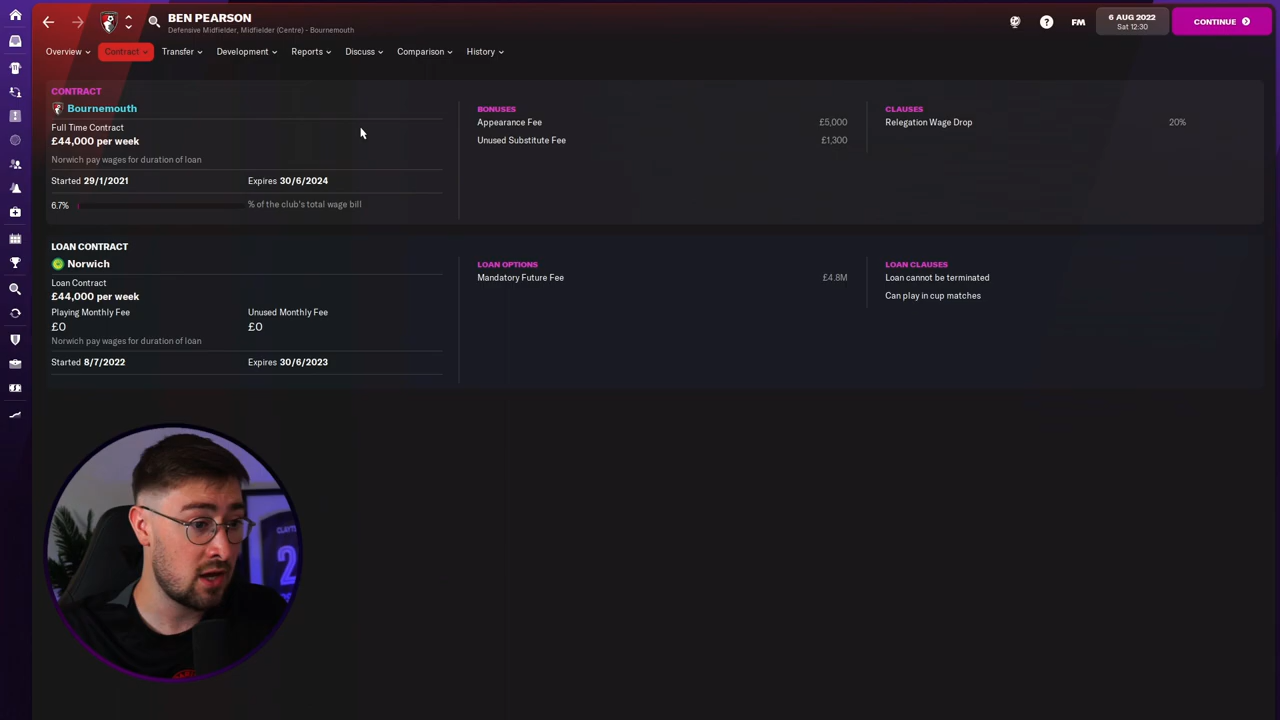 BEN PEARSON
Defensive Midfielder, Midfielder (Centre) - Bournemouth
FM
6 AUG 2022
Sat 12:30
CONTINUE
Overview
Contract
Transfer
Development
Reports
Discuss
Comparison
History
CONTRACT
Bournemouth
Full Time Contract
£44,000 per week
Norwich pay wages for duration of loan
Started 29/1/2021 Expires 30/6/2024
6.7% % of the club's total wage bill
BONUSES
Appearance Fee £5,000
Unused Substitute Fee £1,300
CLAUSES
Relegation Wage Drop 20%
LOAN CONTRACT
Norwich
Loan Contract
£44,000 per week
Playing Monthly Fee Unused Monthly Fee
£0 £0
Norwich pay wages for duration of loan
Started 8/7/2022 Expires 30/6/2023
LOAN OPTIONS
Mandatory Future Fee £4.8M
LOAN CLAUSES
Loan cannot be terminated
Can play in cup matches
CLAYT
2